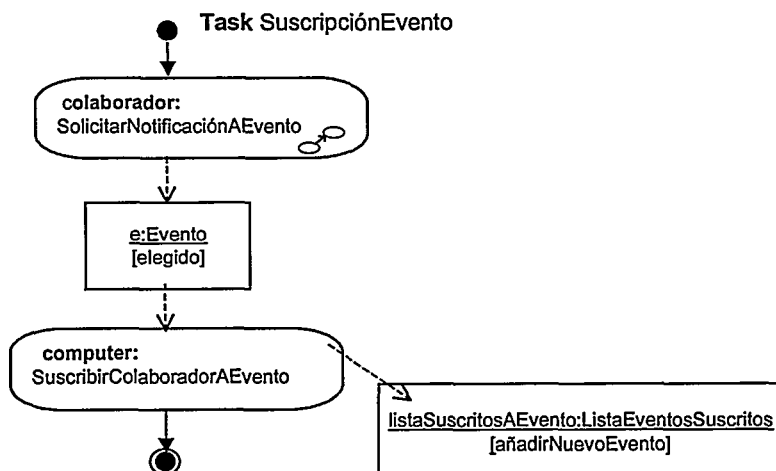 Task SuscripciónEvento
colaborador:
SolicitarNotificaciónAEvento
e:Evento
[elegido]
computer:
SuscribirColaboradorAEvento
listaSuscritosAEvento:ListaEventosSuscritos
[añadirNuevoEvento]